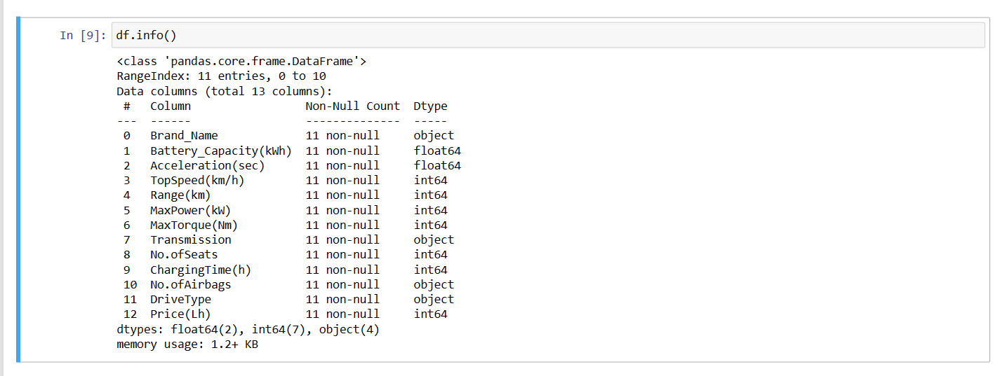 In [9]: df.info()
<class 'pandas.core.frame.DataFrame'>
RangeIndex: 11 entries, 0 to 10
Data columns (total 13 columns):
 #   Column                 Non-Null Count  Dtype
---  ------                 --------------  -----
 0   Brand_Name             11 non-null     object
 1   Battery_Capacity(kWh)  11 non-null     float64
 2   Acceleration(sec)      11 non-null     float64
 3   TopSpeed(km/h)         11 non-null     int64
 4   Range(km)              11 non-null     int64
 5   MaxPower(kW)           11 non-null     int64
 6   MaxTorque(Nm)          11 non-null     int64
 7   Transmission           11 non-null     object
 8   No.ofSeats             11 non-null     int64
 9   ChargingTime(h)        11 non-null     int64
 10  No.ofAirbags           11 non-null     object
 11  DriveType              11 non-null     object
 12  Price(Lh)              11 non-null     int64
dtypes: float64(2), int64(7), object(4)
memory usage: 1.2+ KB